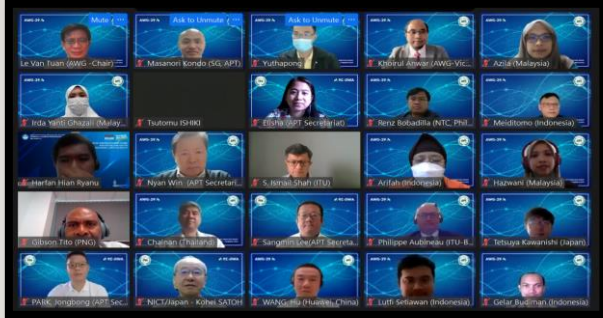 AWG-29
Mute
Ask to Unmute
Ask to Unmute
Le Van Tuan (AWG -Chair)
Masanori Kondo (SG, APT)
Yuthapong
Khoirul Anwar (AWG-Vic...
Azila (Malaysia)
Irda Yanti Ghazali (Malay...
Tsutomu ISHIKI
Elisha (APT Secretariat)
Renz Bobadilla (NTC, Phil...
Meiditomo (Indonesia)
Harfan Hian Ryanu
Nyan Win (APT Secretari...
S. Ismail Shah (ITU)
Arifah (Indonesia)
Hazwani (Malaysia)
Gibson Tito (PNG)
Chainan (Thailand)
Sangmin Lee(APT Secreta...
Philippe Aubineau (ITU-B...
Tetsuya Kawanishi (Japan)
PARK, Jongbong (APT Sec...
NICT/Japan - Kohei SATOH
WANG, Hu (Huawei, China)
Lutfi Setiawan (Indonesia)
Gelar Budiman (Indonesia)